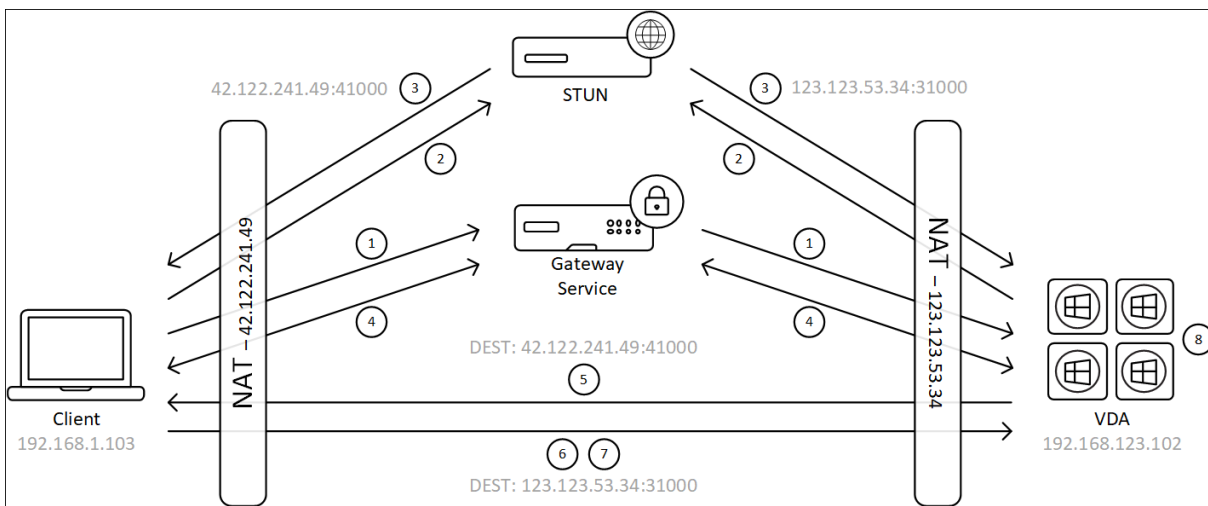 42.122.241.49:41000
3
STUN
3
123.123.53.34:31000
2
2
NAT – 42.122.241.49
NAT – 123.123.53.34
1
Gateway
Service
1
4
4
8
DEST: 42.122.241.49:41000
5
Client
192.168.1.103
VDA
192.168.123.102
6
7
DEST: 123.123.53.34:31000